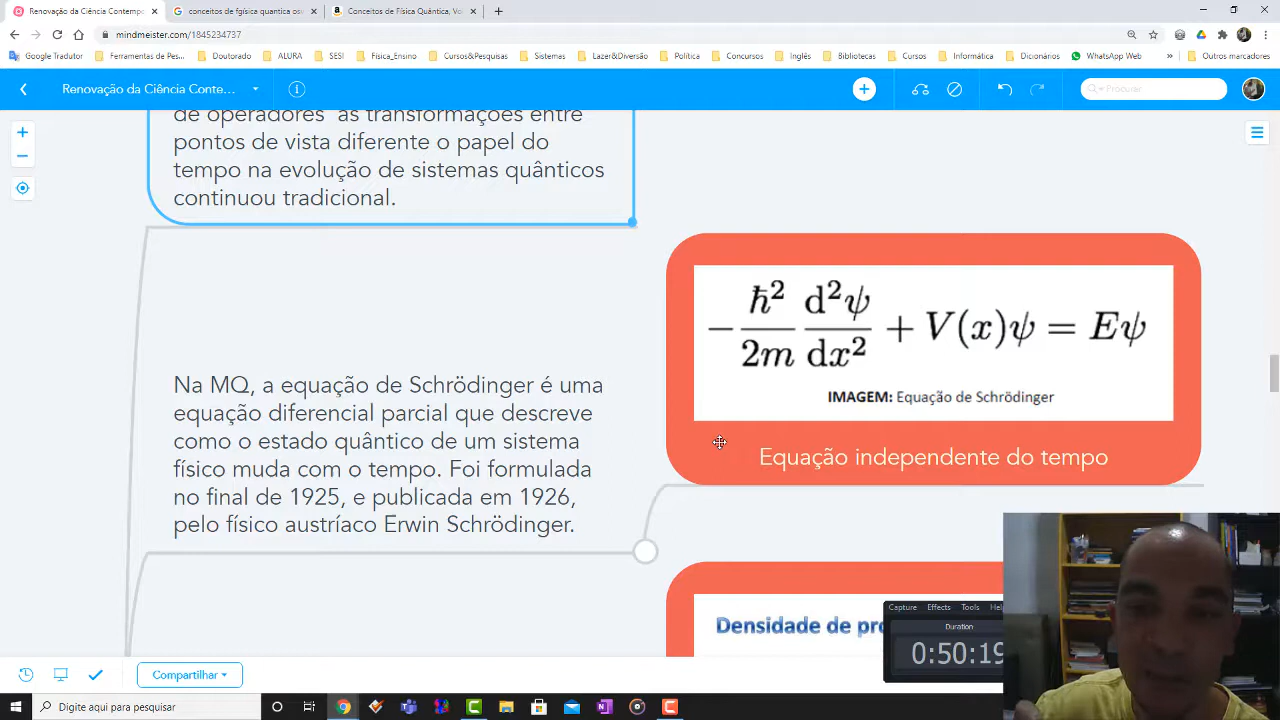 Renovação da Ciência Contempo
conceitos de fgísica quantica osv
Conceitos de Física Quântica, Vo
mindmeister.com/1845234737
Google Tradutor
Ferramentas de Pes...
Doutorado
ALURA
SESI
Física_Ensino
Cursos&Pesquisas
Sistemas
Lazer&Diversão
Política
Concursos
Inglês
Bibliotecas
Cursos
Informática
Dicionários
WhatsApp Web
»
Outros marcadores
Renovação da Ciência Conte...
Procurar
de operadores as transformações entre
pontos de vista diferente o papel do
tempo na evolução de sistemas quânticos
continuou tradicional.
−ħ²/2m d²ψ/dx² + V(x)ψ = Eψ
IMAGEM: Equação de Schrödinger
Equação independente do tempo
Na MQ, a equação de Schrödinger é uma
equação diferencial parcial que descreve
como o estado quântico de um sistema
físico muda com o tempo. Foi formulada
no final de 1925, e publicada em 1926,
pelo físico austríaco Erwin Schrödinger.
Densidade de pro
Capture Effects Tools Help
Duration
0:50:19
Compartilhar
Digite aqui para pesquisar